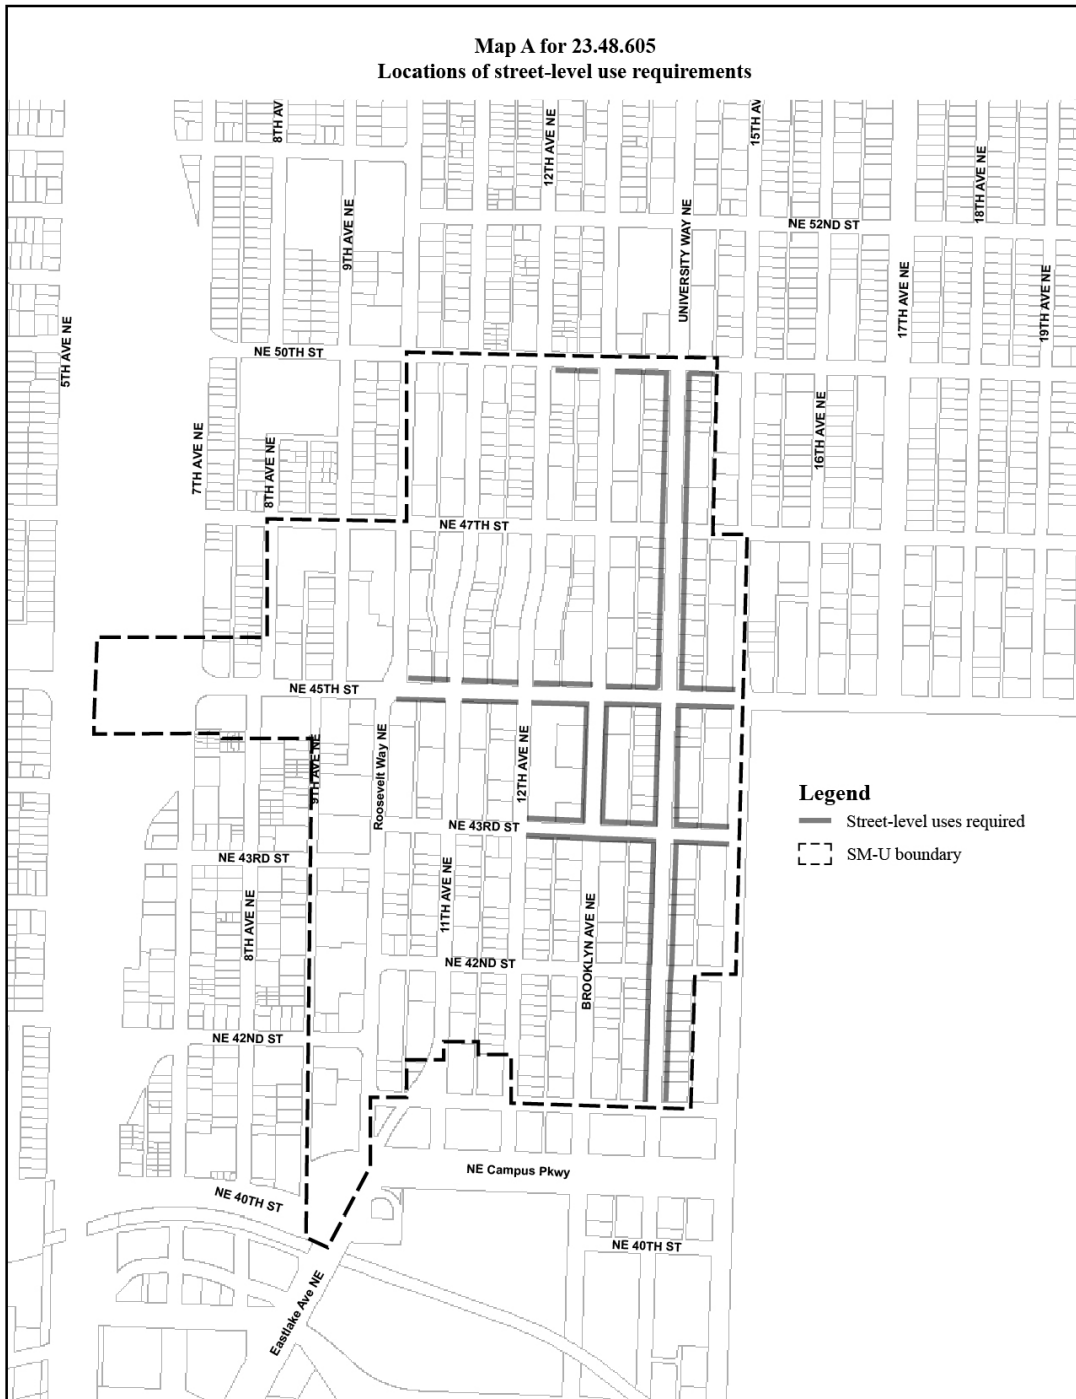 Map A for 23.48.605
Locations of street-level use requirements
8TH AV
12TH AVE NE
15TH AV
18TH AVE NE
9TH AVE NE
UNIVERSITY WAY NE
NE 52ND ST
17TH AVE NE
19TH AVE NE
5TH AVE NE
NE 50TH ST
7TH AVE NE
8TH AVE NE
16TH AVE NE
NE 47TH ST
NE 45TH ST
9TH AVE NE
Roosevelt Way NE
12TH AVE NE
Legend
Street-level uses required
SM-U boundary
NE 43RD ST
NE 43RD ST
11TH AVE NE
8TH AVE NE
BROOKLYN AVE NE
NE 42ND ST
NE 42ND ST
NE Campus Pkwy
NE 40TH ST
NE 40TH ST
Eastlake Ave NE